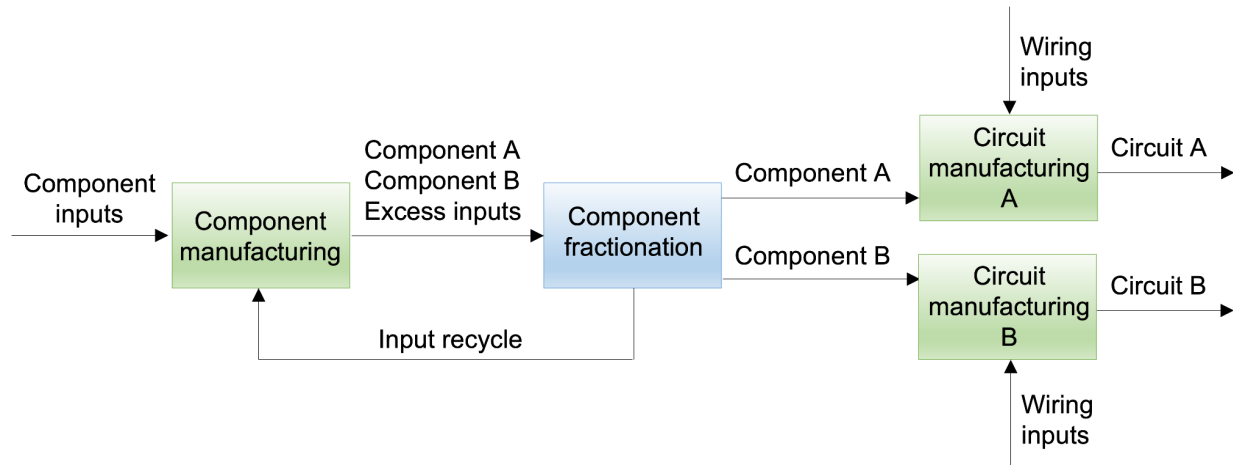 Component
inputs
Component
manufacturing
Component A
Component B
Excess inputs
Component
fractionation
Input recycle
Component A
Component B
Wiring
inputs
Circuit
manufacturing
A
Circuit A
Circuit
manufacturing
B
Circuit B
Wiring
inputs